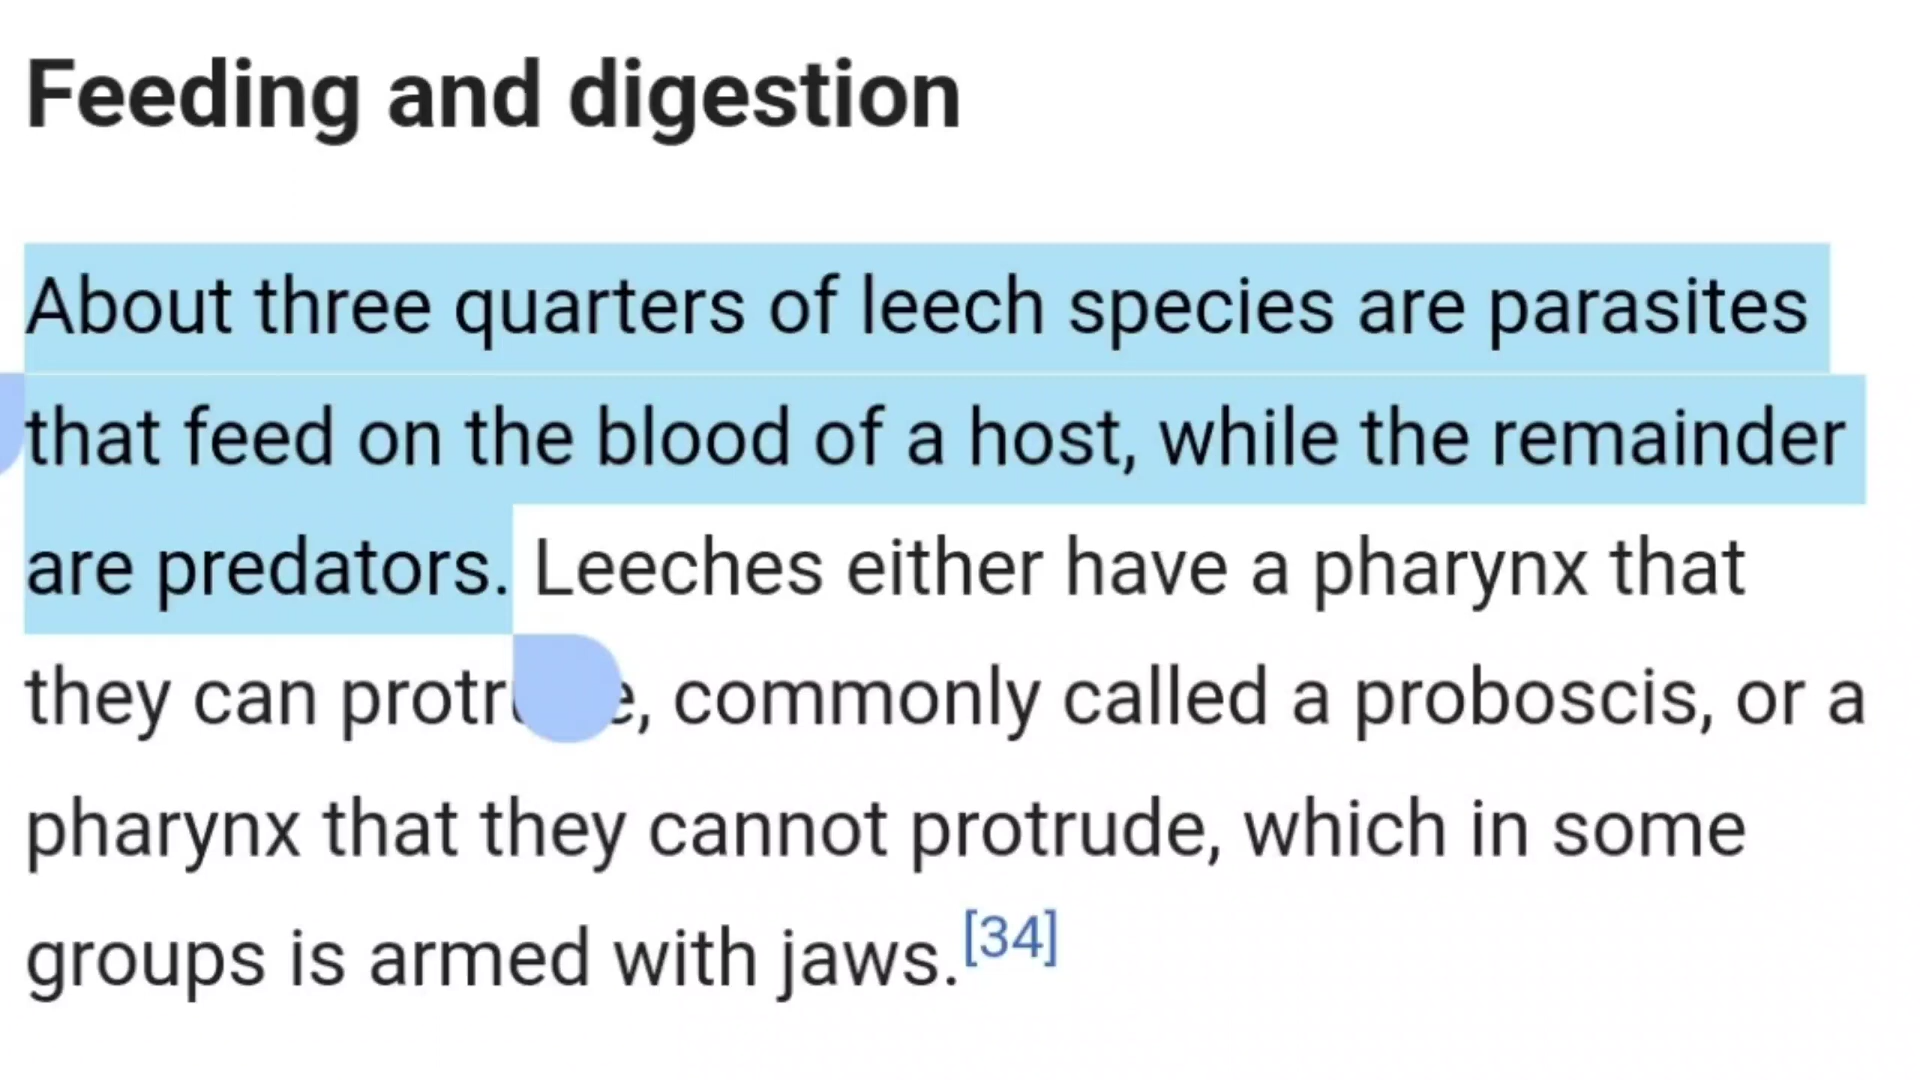 Feeding and digestion
About three quarters of leech species are parasites
that feed on the blood of a host, while the remainder
are predators. Leeches either have a pharynx that
they can protrude, commonly called a proboscis, or a
pharynx that they cannot protrude, which in some
groups is armed with jaws.[34]